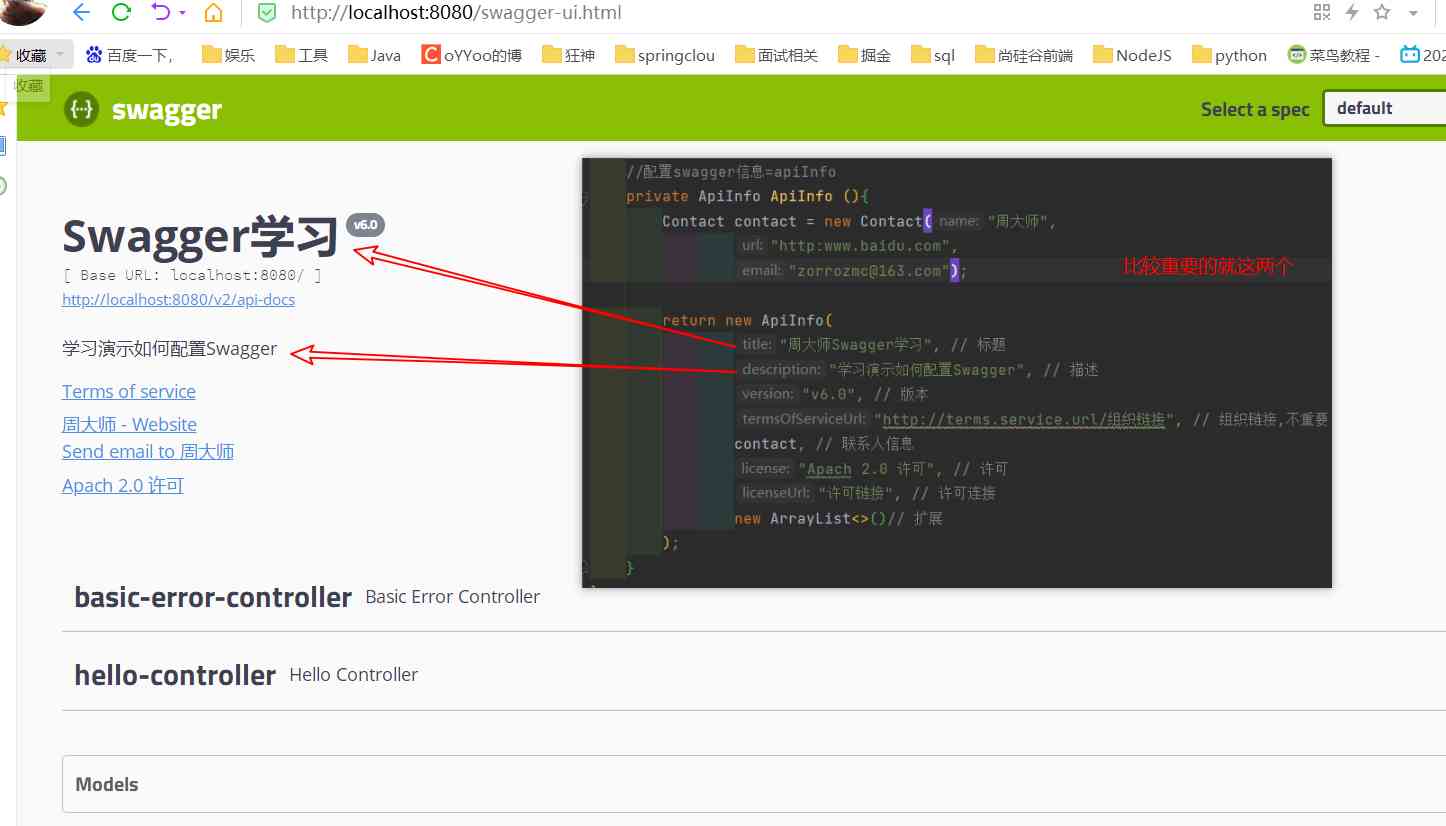 http://localhost:8080/swagger-ui.html
收藏 百度一下, 娱乐 工具 Java oYYoo的博 狂神 springclou 面试相关 掘金 sql 尚硅谷前端 NodeJS python 菜鸟教程 - 202
收藏
{···} swagger
Select a spec default
Swagger学习 v6.0
[ Base URL: localhost:8080/ ]
http://localhost:8080/v2/api-docs
学习演示如何配置Swagger
Terms of service
周大师 - Website
Send email to 周大师
Apach 2.0 许可
//配置swagger信息=apiInfo
private ApiInfo ApiInfo (){
Contact contact = new Contact( name: "周大师",
url: "http:www.baidu.com",
email: "zorrozmc@163.com");
比较重要的就这两个
return new ApiInfo(
title: "周大师Swagger学习", // 标题
description: "学习演示如何配置Swagger", // 描述
version: "v6.0", // 版本
termsOfServiceUrl: "http://terms.service.url/组织链接", // 组织链接,不重要
contact, // 联系人信息
license: "Apach 2.0 许可", // 许可
licenseUrl: "许可链接", // 许可连接
new ArrayList<>()// 扩展
);
}
basic-error-controller Basic Error Controller
hello-controller Hello Controller
Models